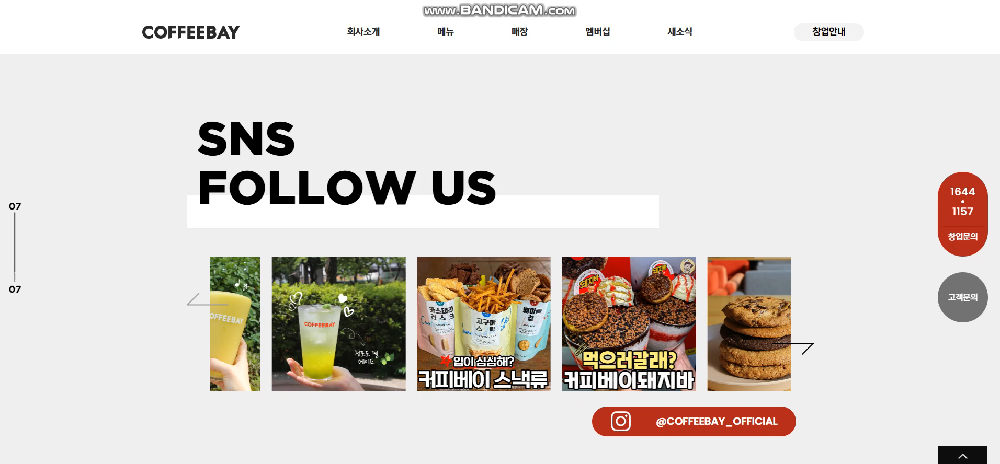 www.BANDICAM.com
COFFEEBAY
회사소개
메뉴
매장
멤버십
새소식
창업안내
SNS
FOLLOW US
07
07
1644
1157
창업문의
고객문의
OFFEEBAY
COFFEEBAY
청포도 펄
에이드
카스테라
러스크
고구마
스틱
베이글
칩
입이 심심해?
커피베이 스낵류
돼지바
돼지바
먹으러갈래?
커피베이돼지바
@COFFEEBAY_OFFICIAL